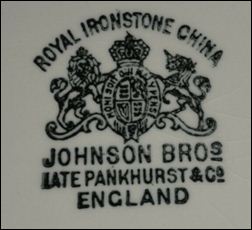 ROYAL IRONSTONE CHINA
JOHNSON BROS
LATE PANKHURST & CO
ENGLAND